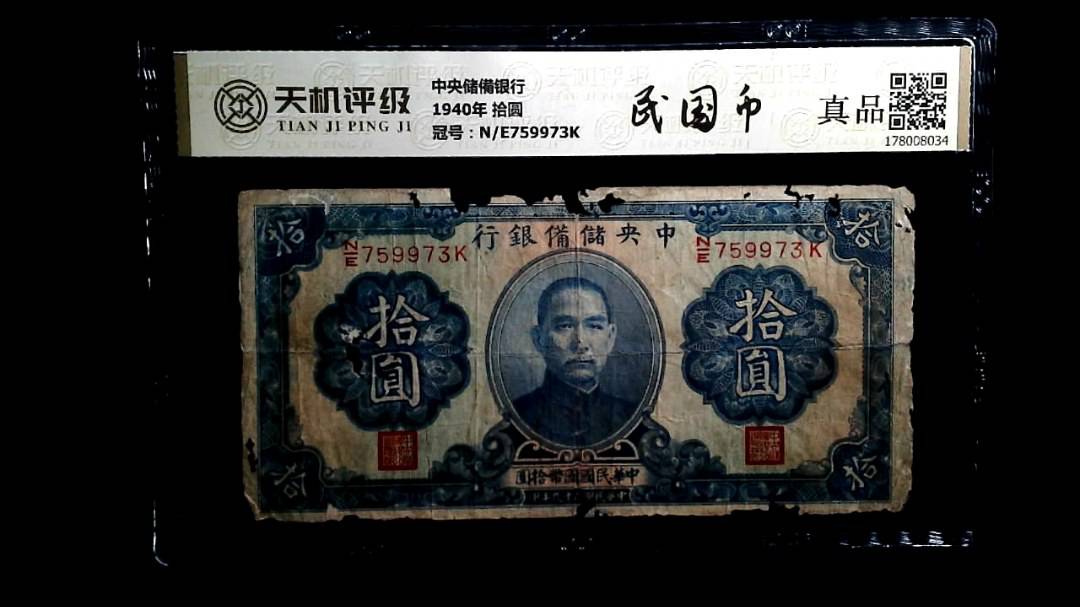 天机评级
TIAN JI PING JI
中央储備银行
1940年 拾圆
冠号：N/E759973K
民国币
真品
178008034
拾
拾
行銀備儲央中
N/E 759973K
N/E 759973K
拾圓
拾圓
圓拾幣國國民華中
拾
拾